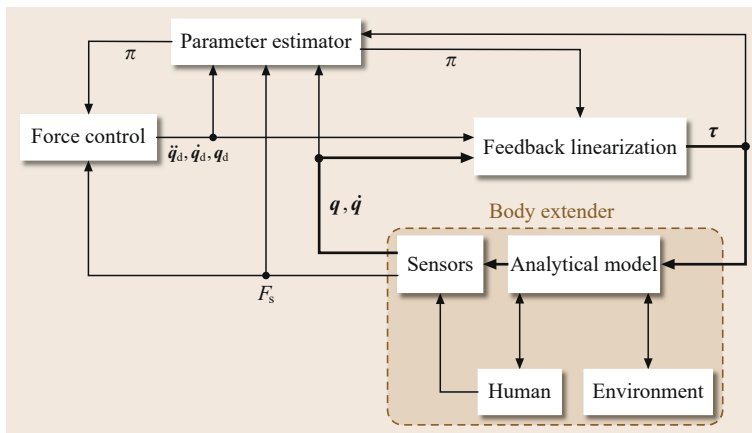 Parameter estimator
π
π
Force control
q̈d, q̇d, qd
Feedback linearization
τ
q, q̇
Body extender
Sensors
Analytical model
Fs
Human
Environment